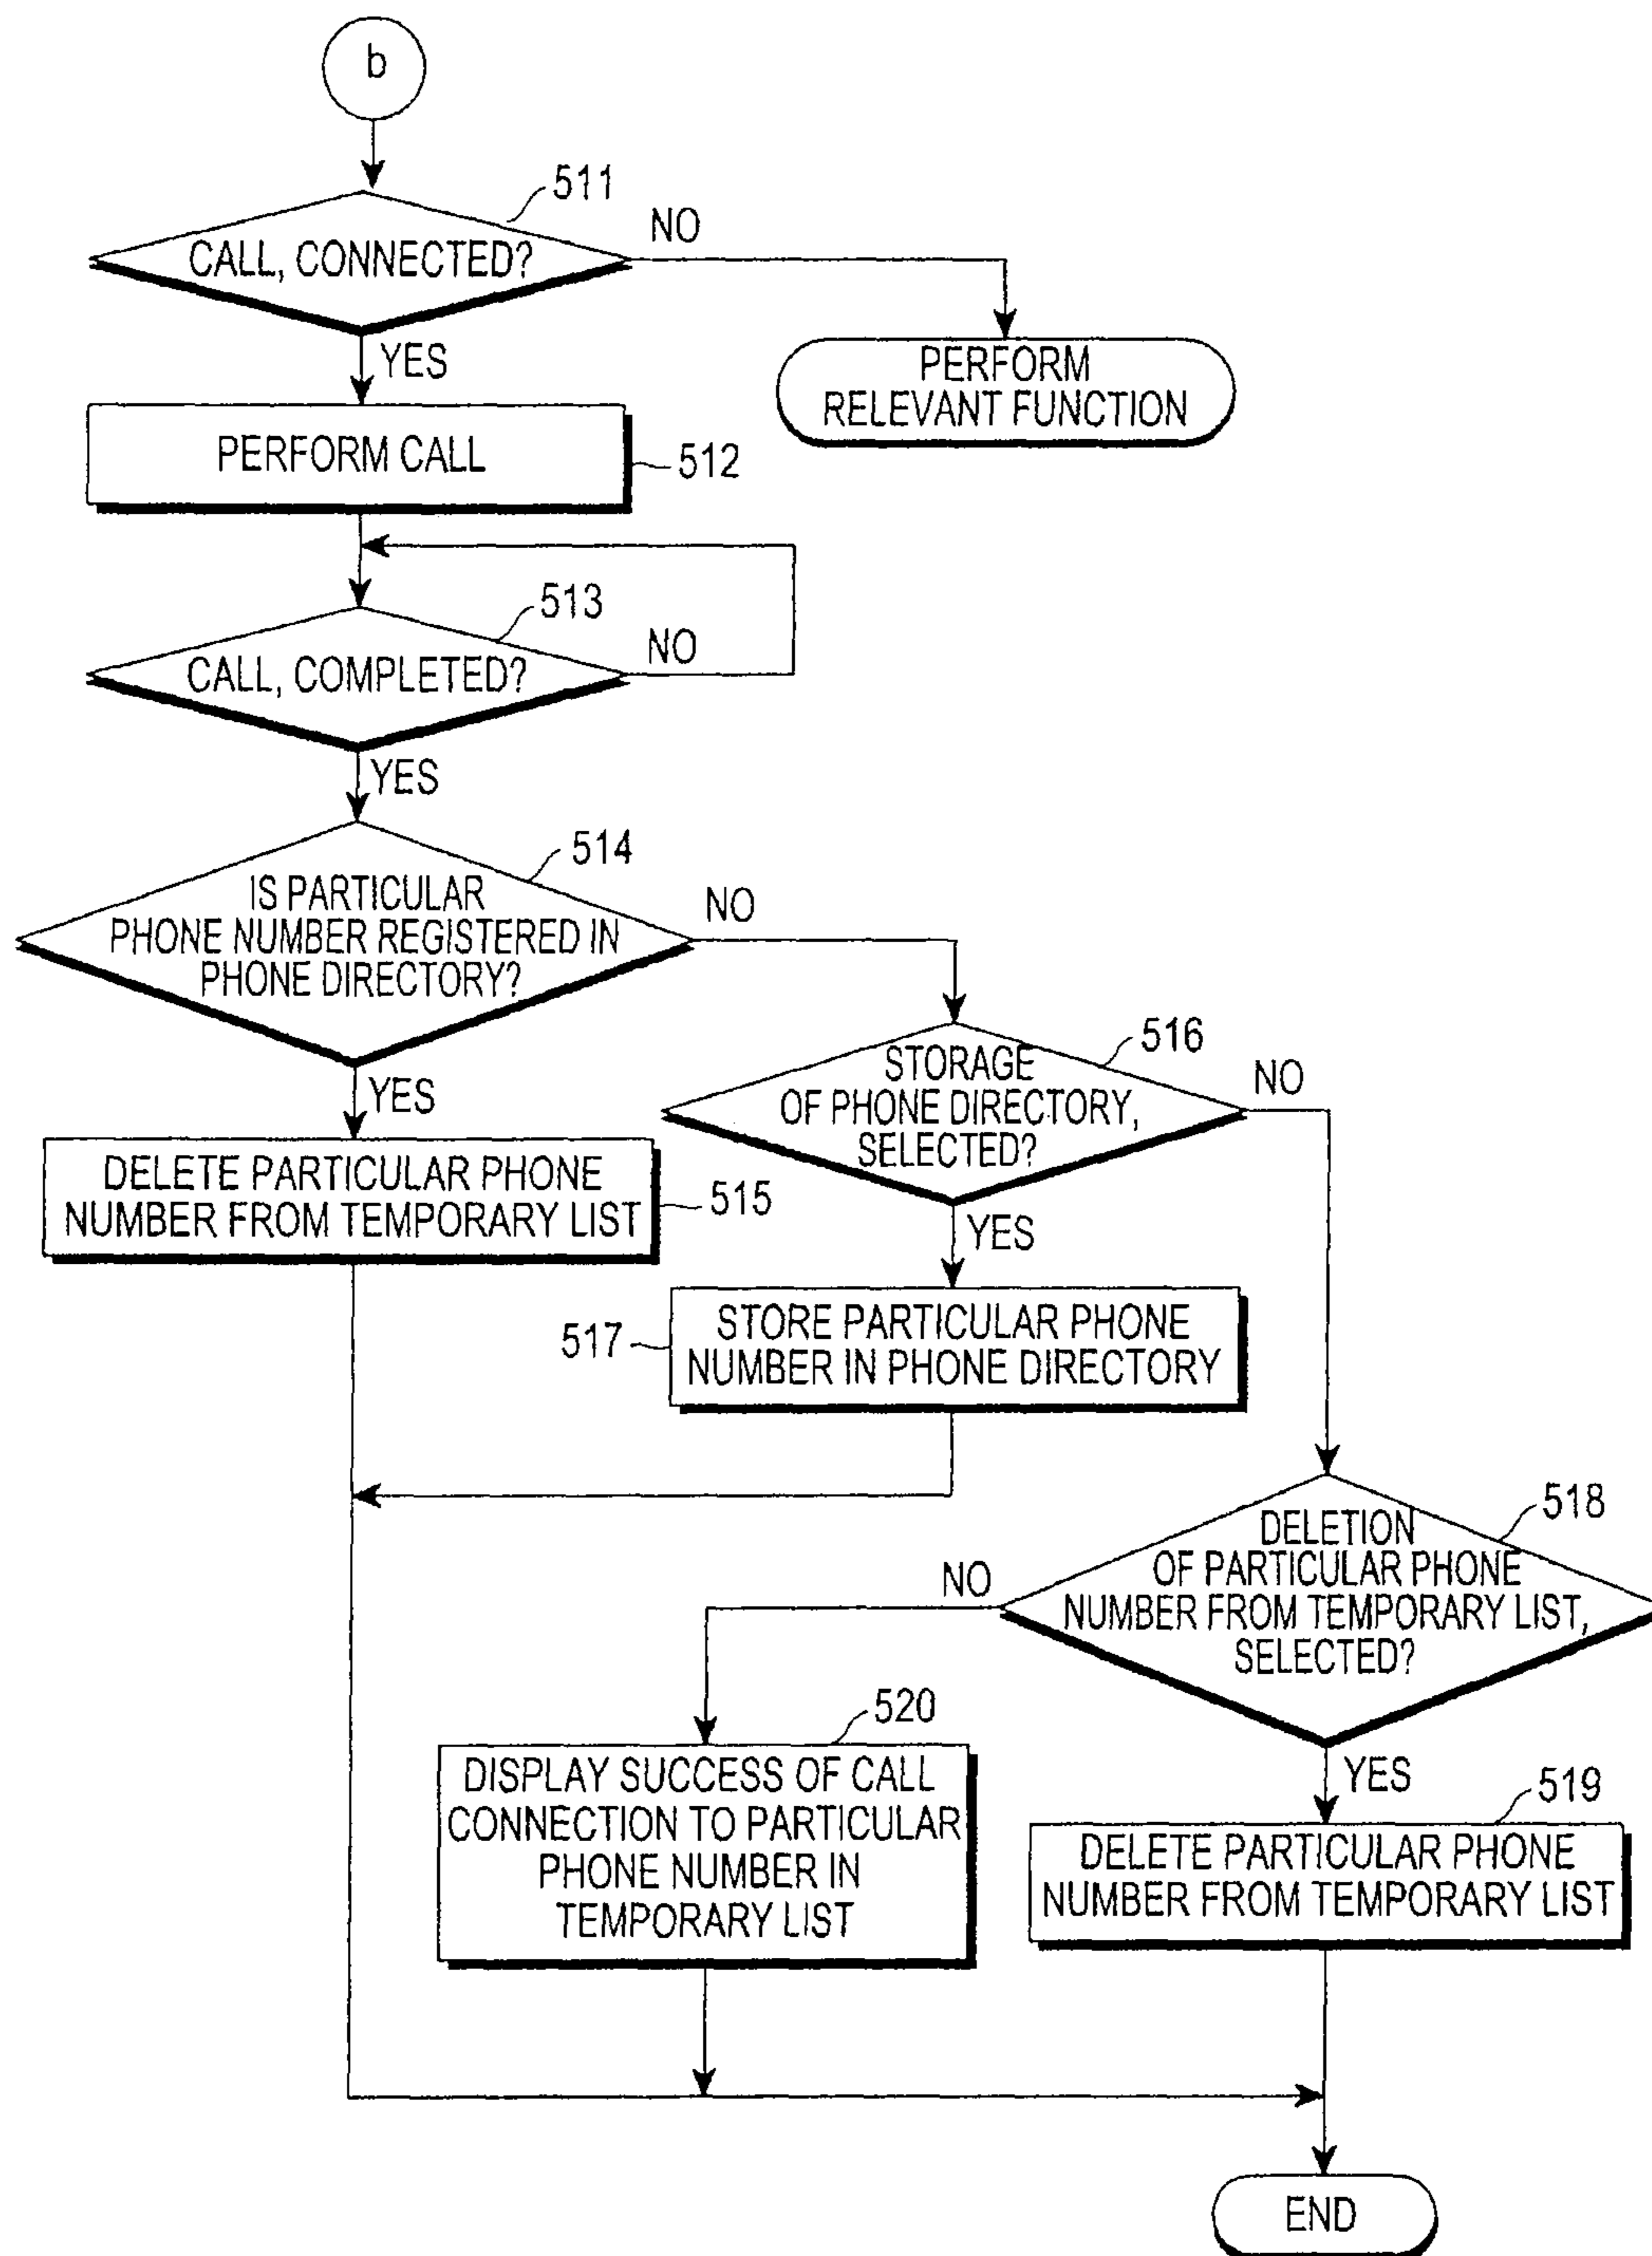 b
511
CALL, CONNECTED?
NO
YES
PERFORM
RELEVANT FUNCTION
PERFORM CALL
512
513
CALL, COMPLETED?
NO
YES
514
IS PARTICULAR
PHONE NUMBER REGISTERED IN
PHONE DIRECTORY?
NO
YES
516
STORAGE
OF PHONE DIRECTORY,
SELECTED?
NO
YES
DELETE PARTICULAR PHONE
NUMBER FROM TEMPORARY LIST
515
517
STORE PARTICULAR PHONE
NUMBER IN PHONE DIRECTORY
518
DELETION
OF PARTICULAR PHONE
NUMBER FROM TEMPORARY LIST,
SELECTED?
NO
YES
520
DISPLAY SUCCESS OF CALL
CONNECTION TO PARTICULAR
PHONE NUMBER IN
TEMPORARY LIST
519
DELETE PARTICULAR PHONE
NUMBER FROM TEMPORARY LIST
END